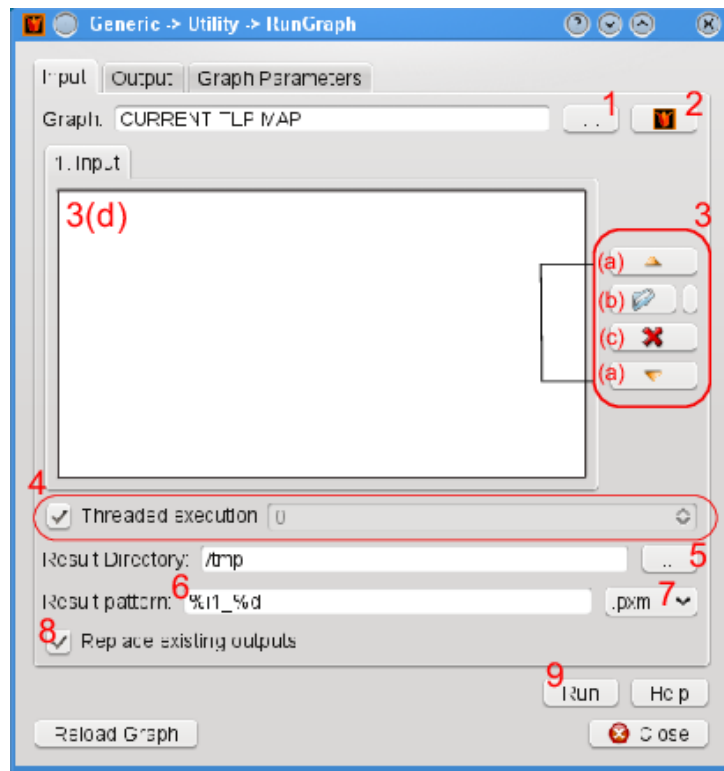 Generic -> Utility -> RunGraph
Input Output Graph Parameters
Graph: CURRENT TLP MAP ... 1 2
1. Input
3(d) 3
(a)
(b)
(c)
(a)
4
Threaded execution 0
Result Directory: /tmp ... 5
Result pattern: 6 %i1_%d .pxm 7
8 Replace existing outputs
9 Run Help
Reload Graph Close